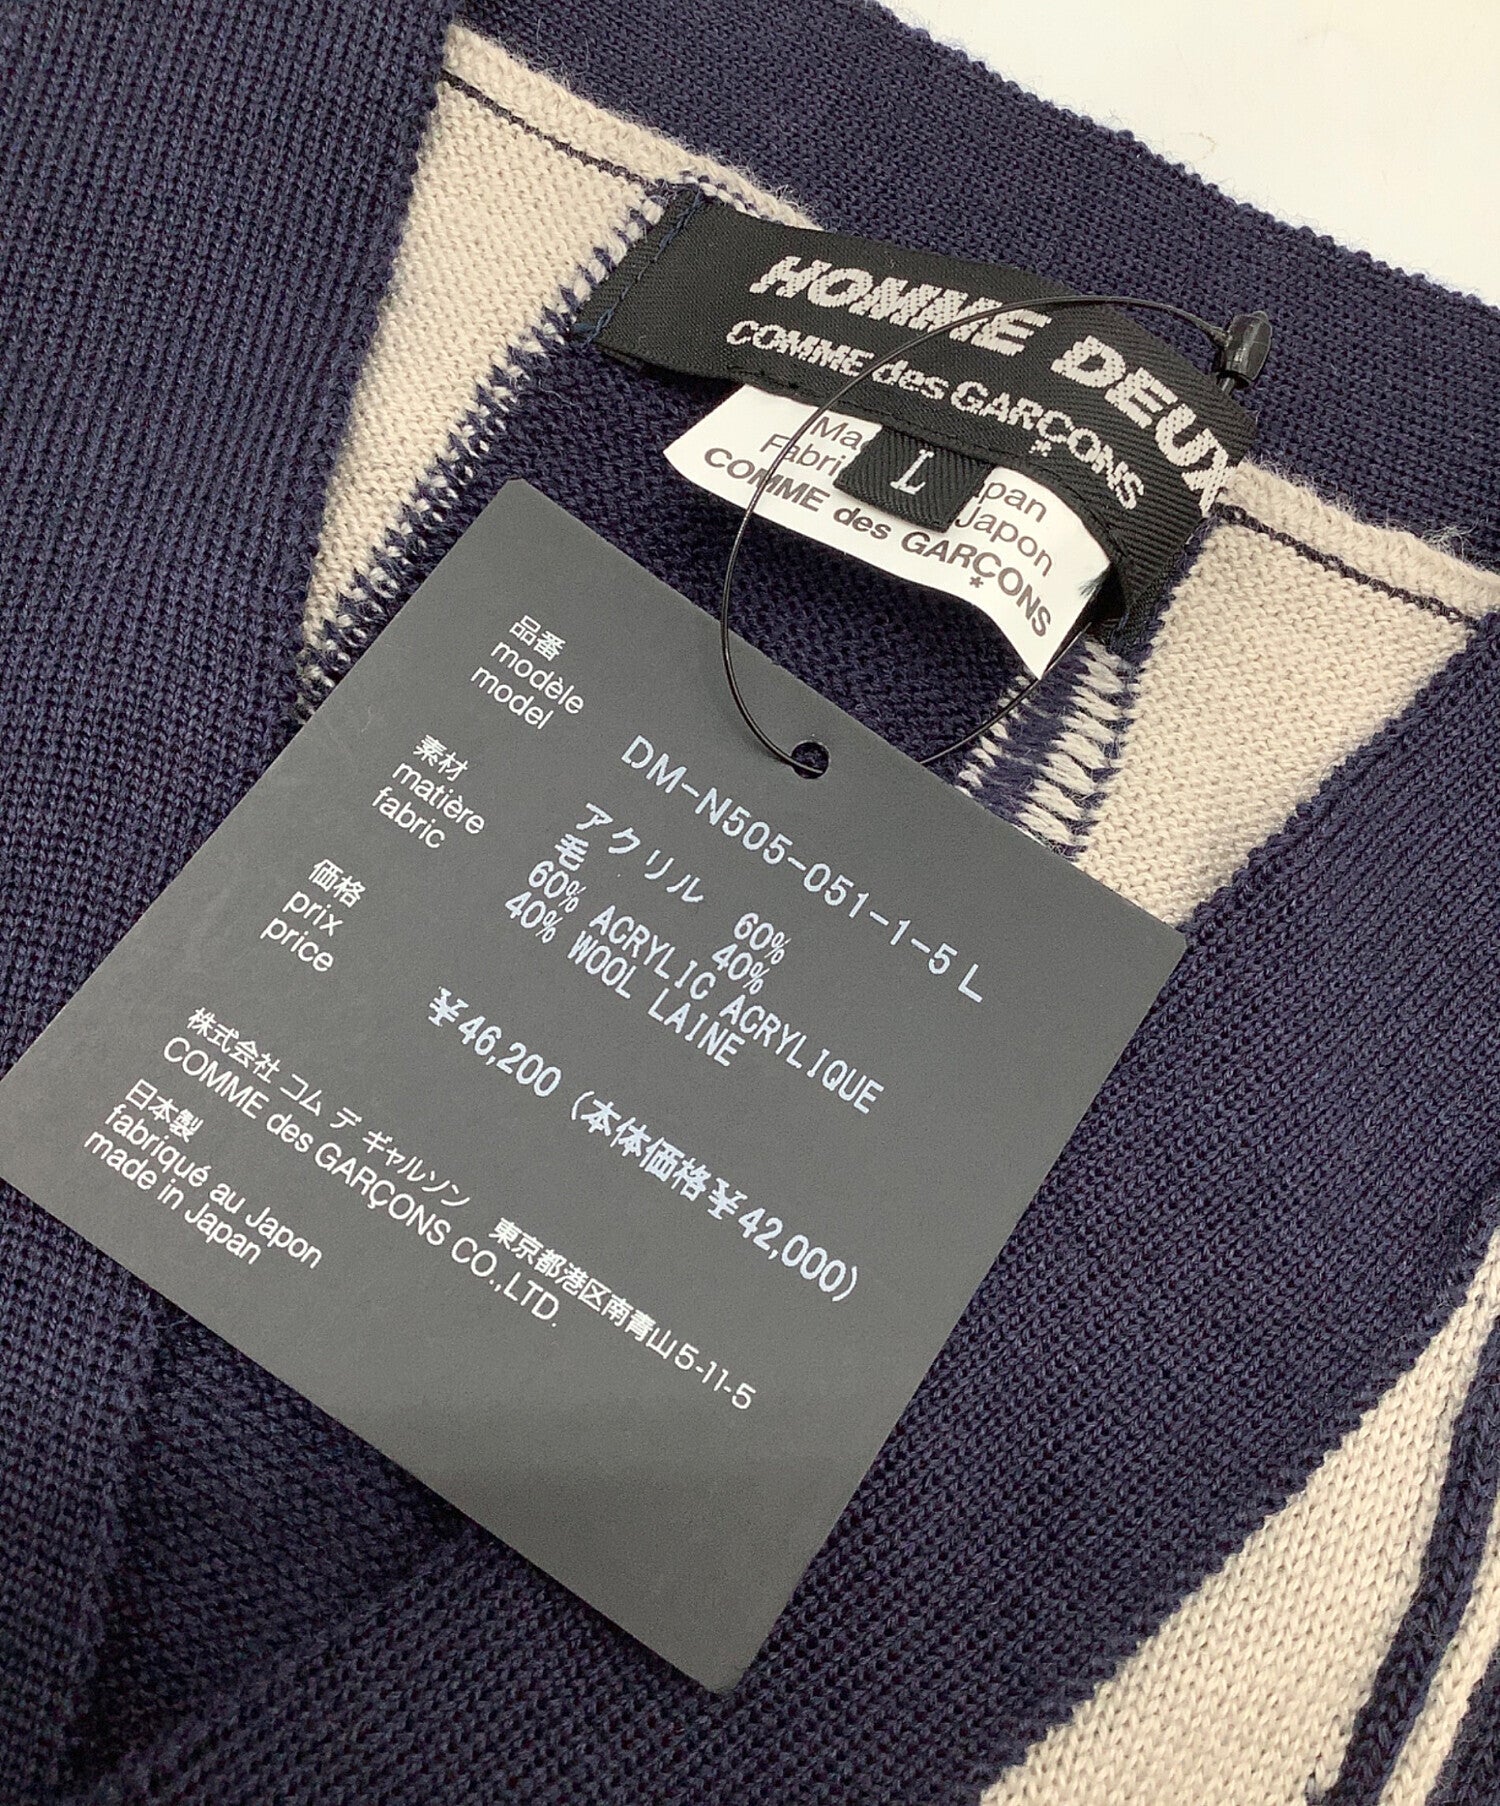 HOMME DEUX
COMME des GARÇONS
L
Ma
pan
Fabri
Japon
COMME des GARÇONS
*
品番
modèle
model
DM-N505-051-1-5 L
素材
matière
fabric
アクリル 60%
毛 40%
60% ACRYLIC ACRYLIQUE
40% WOOL LAINE
価格
prix
price
¥46,200 (本体価格¥42,000)
株式会社 コム デ ギャルソン 東京都港区南青山5-11-5
COMME des GARÇONS CO.,LTD.
日本製
fabriqué au Japon
made in Japan